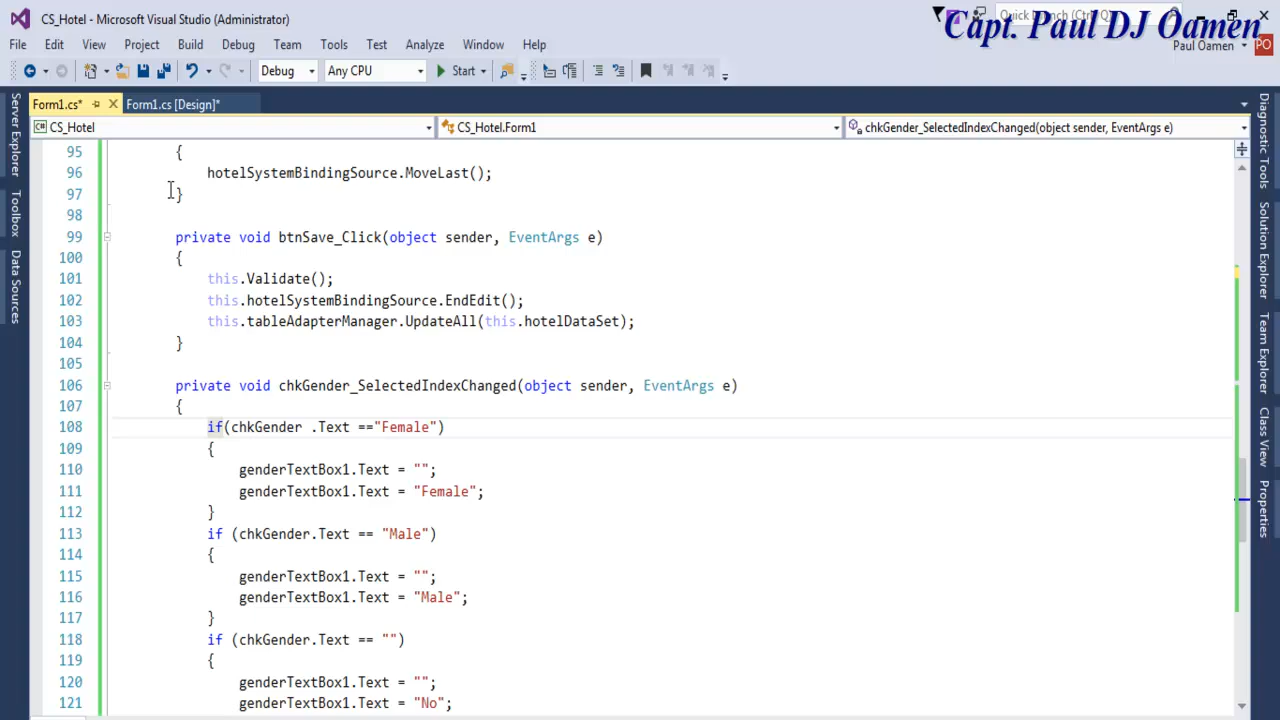 CS_Hotel - Microsoft Visual Studio (Administrator)
Quick Launch (Ctrl+Q)
Capt. Paul DJ Oamen
File Edit View Project Build Debug Team Tools Test Analyze Window Help
Paul Oamen
PO
Debug Any CPU Start
Form1.cs* Form1.cs [Design]*
CS_Hotel CS_Hotel.Form1 chkGender_SelectedIndexChanged(object sender, EventArgs e)
Server Explorer
Toolbox
Data Sources
95 {
96 hotelSystemBindingSource.MoveLast();
97 }
98
99 private void btnSave_Click(object sender, EventArgs e)
100 {
101 this.Validate();
102 this.hotelSystemBindingSource.EndEdit();
103 this.tableAdapterManager.UpdateAll(this.hotelDataSet);
104 }
105
106 private void chkGender_SelectedIndexChanged(object sender, EventArgs e)
107 {
108 if(chkGender .Text =="Female")
109 {
110 genderTextBox1.Text = "";
111 genderTextBox1.Text = "Female";
112 }
113 if (chkGender.Text == "Male")
114 {
115 genderTextBox1.Text = "";
116 genderTextBox1.Text = "Male";
117 }
118 if (chkGender.Text == "")
119 {
120 genderTextBox1.Text = "";
121 genderTextBox1.Text = "No";
Diagnostic Tools
Solution Explorer
Team Explorer
Class View
Properties